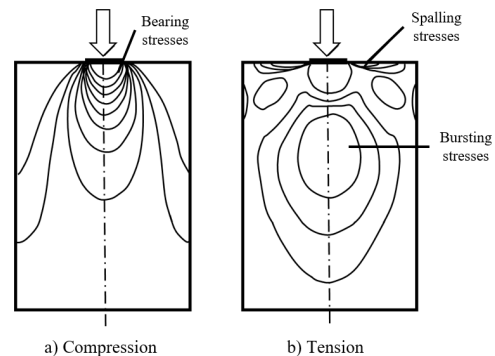 Bearing
stresses
Spalling
stresses
Bursting
stresses
a) Compression
b) Tension